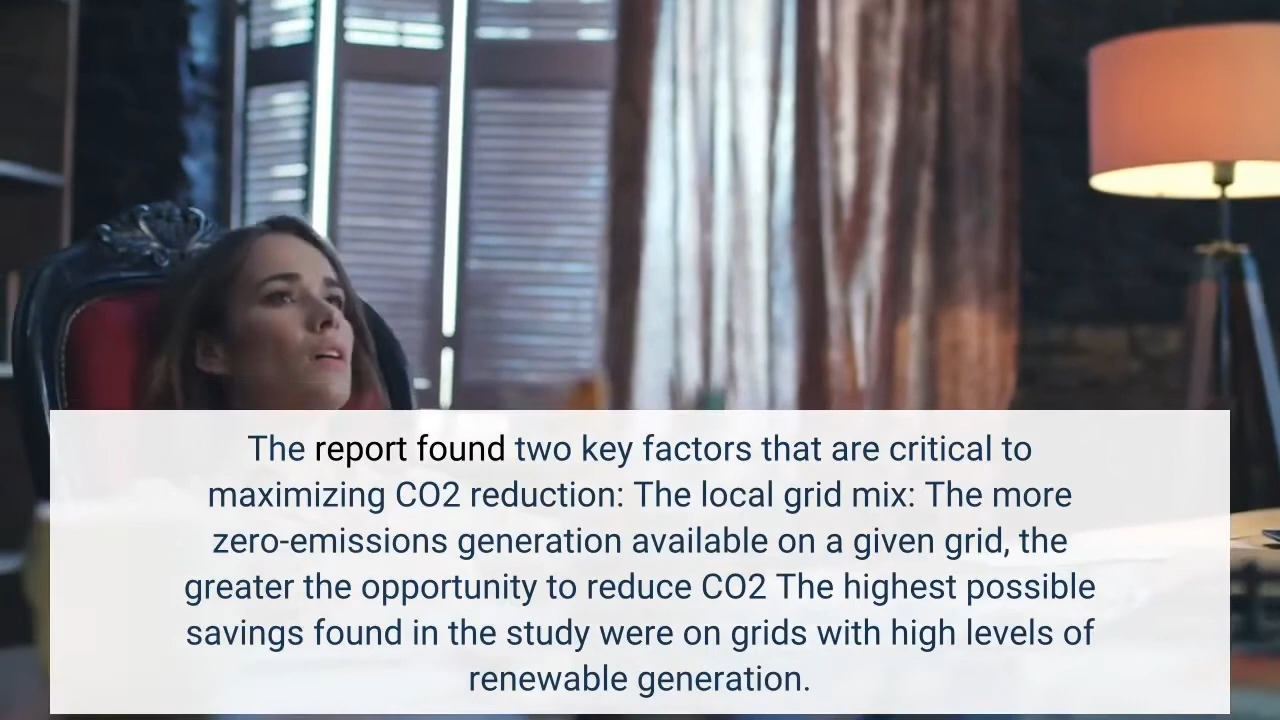 The report found two key factors that are critical to
maximizing CO2 reduction: The local grid mix: The more
zero-emissions generation available on a given grid, the
greater the opportunity to reduce CO2 The highest possible
savings found in the study were on grids with high levels of
renewable generation.